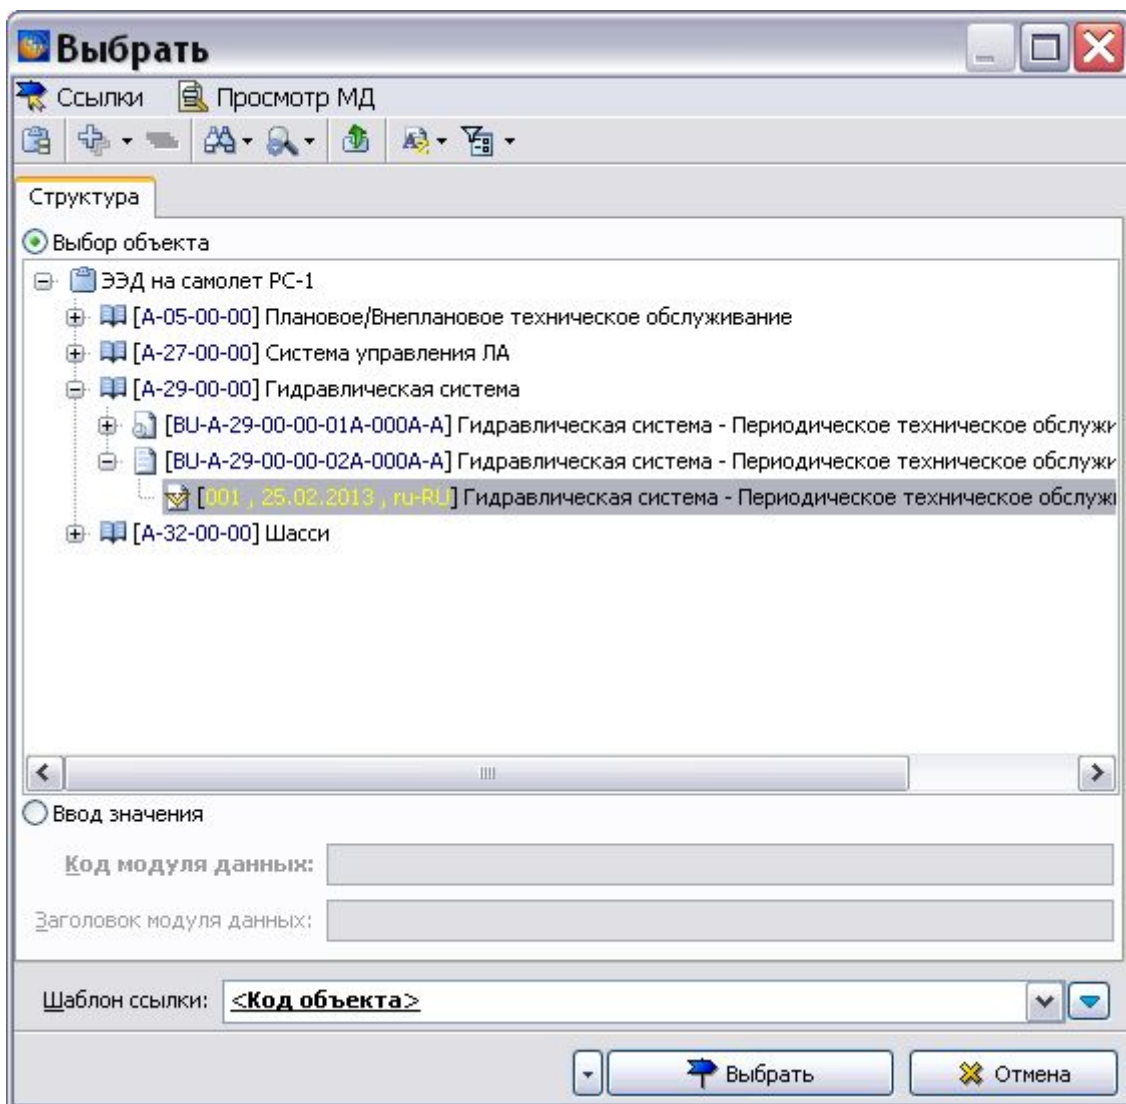 Выбрать
Ссылки Просмотр МД
Структура
Выбор объекта
ЭЭД на самолет РС-1
[А-05-00-00] Плановое/Внеплановое техническое обслуживание
[А-27-00-00] Система управления ЛА
[А-29-00-00] Гидравлическая система
[BU-A-29-00-00-01A-000A-A] Гидравлическая система - Периодическое техническое обслужи
[BU-A-29-00-00-02A-000A-A] Гидравлическая система - Периодическое техническое обслужи
[001 , 25.02.2013 , ru-RU] Гидравлическая система - Периодическое техническое обслужи
[А-32-00-00] Шасси
Ввод значения
Код модуля данных:
Заголовок модуля данных:
Шаблон ссылки: <Код объекта>
Выбрать Отмена